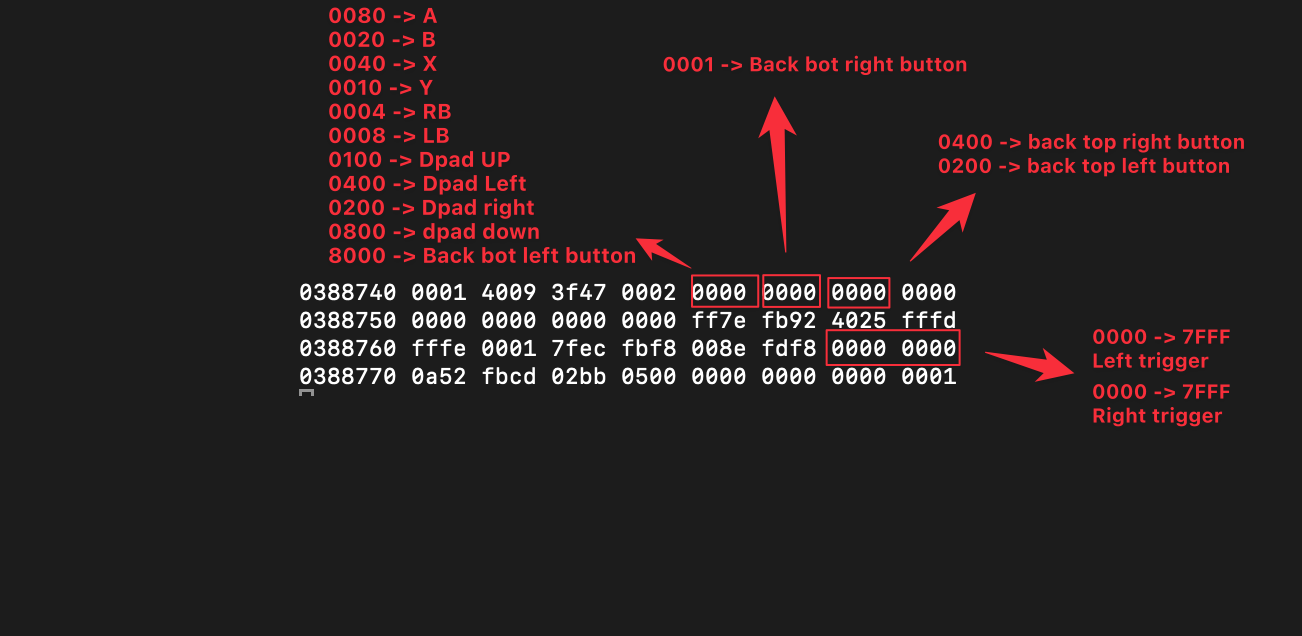 0080 -> A
0020 -> B
0040 -> X
0010 -> Y
0004 -> RB
0008 -> LB
0100 -> Dpad UP
0400 -> Dpad Left
0200 -> Dpad right
0800 -> dpad down
8000 -> Back bot left button
0001 -> Back bot right button
0400 -> back top right button
0200 -> back top left button
0388740 0001 4009 3f47 0002 0000 0000 0000 0000
0388750 0000 0000 0000 0000 ff7e fb92 4025 fffd
0388760 fffe 0001 7fec fbf8 008e fdf8 0000 0000
0388770 0a52 fbcd 02bb 0500 0000 0000 0000 0001
0000 -> 7FFF
Left trigger
0000 -> 7FFF
Right trigger